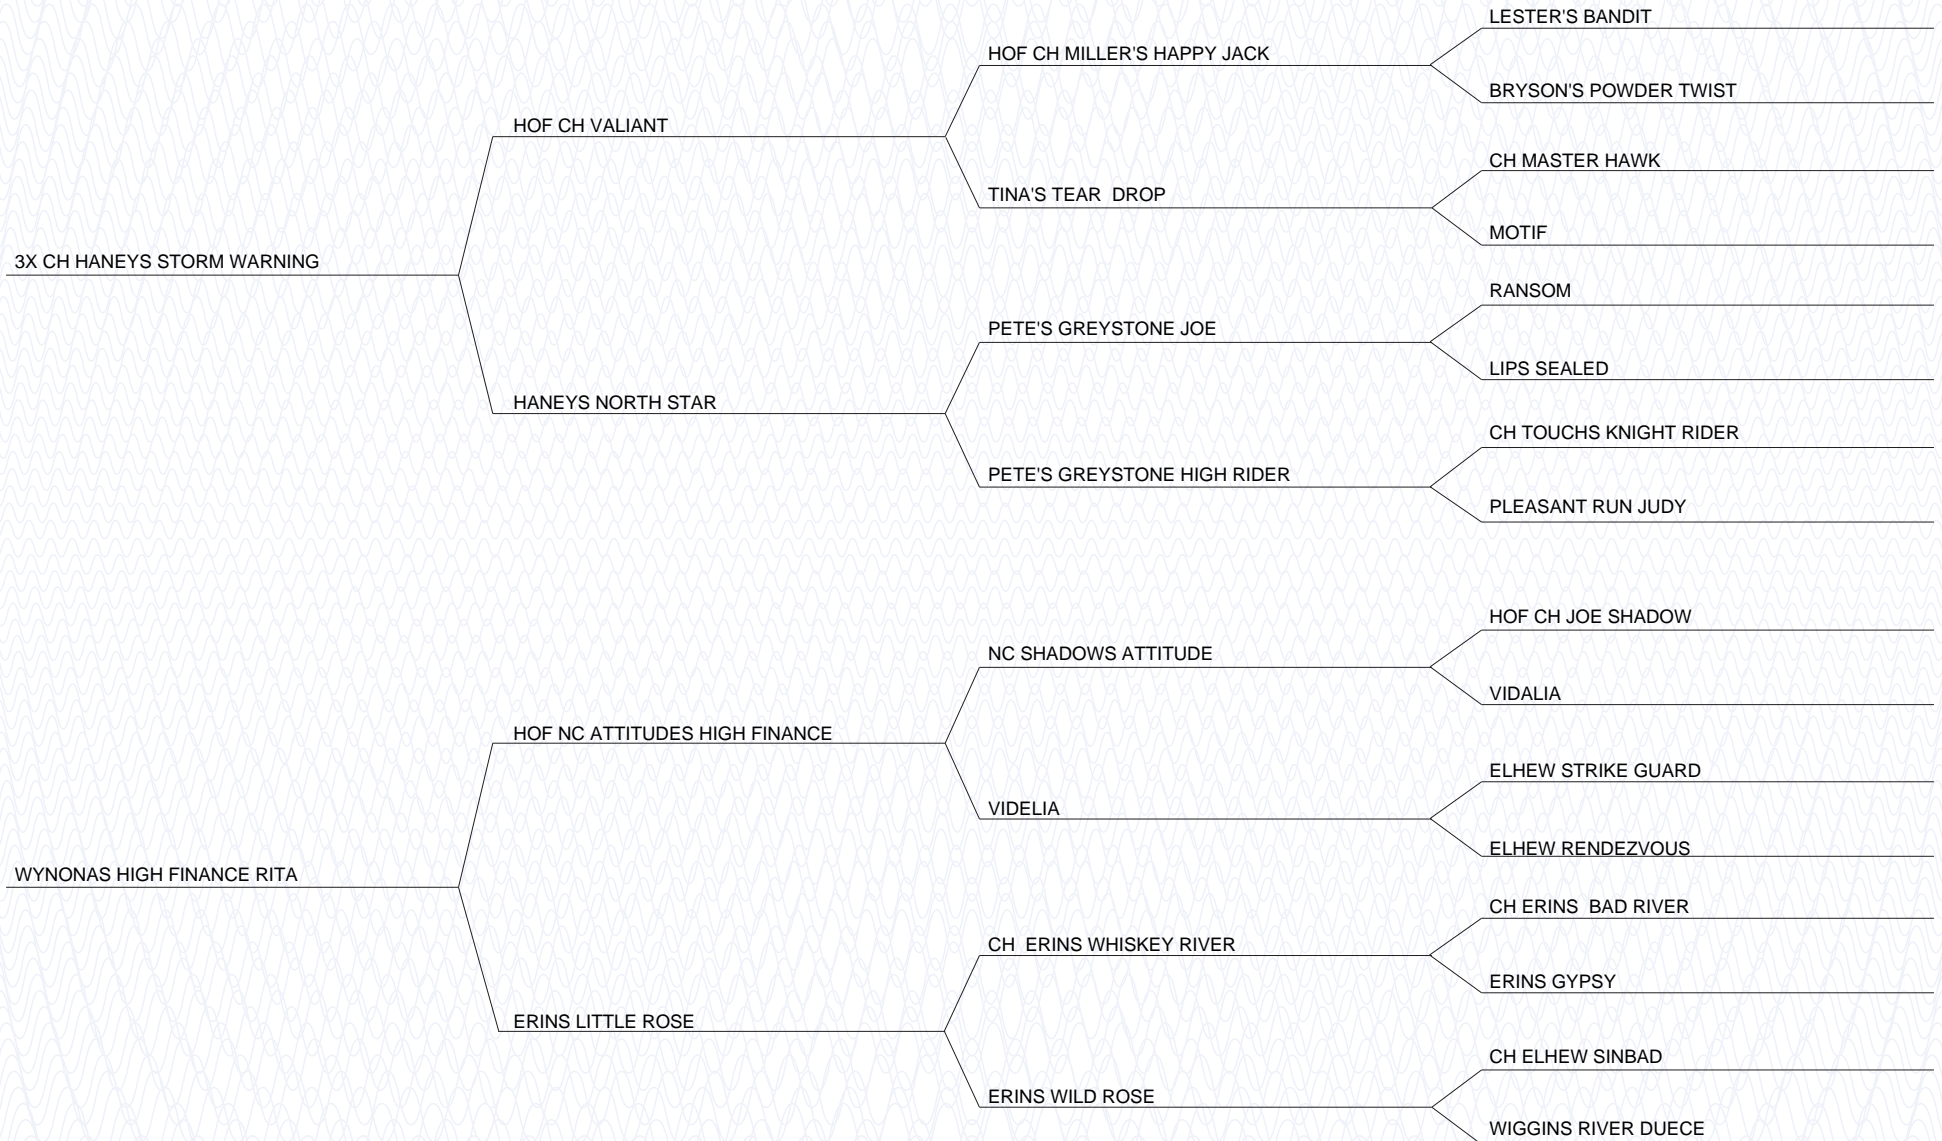 LESTER'S BANDIT
HOF CH MILLER'S HAPPY JACK
BRYSON'S POWDER TWIST
HOF CH VALIANT
CH MASTER HAWK
TINA'S TEAR  DROP
MOTIF
3X CH HANEYS STORM WARNING
RANSOM
PETE'S GREYSTONE JOE
LIPS SEALED
HANEYS NORTH STAR
CH TOUCHS KNIGHT RIDER
PETE'S GREYSTONE HIGH RIDER
PLEASANT RUN JUDY
HOF CH JOE SHADOW
NC SHADOWS ATTITUDE
VIDALIA
HOF NC ATTITUDES HIGH FINANCE
ELHEW STRIKE GUARD
VIDELIA
ELHEW RENDEZVOUS
WYNONAS HIGH FINANCE RITA
CH ERINS  BAD RIVER
CH  ERINS WHISKEY RIVER
ERINS GYPSY
ERINS LITTLE ROSE
CH ELHEW SINBAD
ERINS WILD ROSE
WIGGINS RIVER DUECE